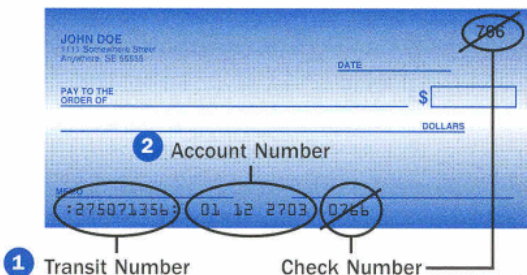 JOHN DOE
1111 Somewhere Street
Anywhere, SE 55555
DATE
PAY TO THE
ORDER OF
$
DOLLARS
2 Account Number
MEMO
:275071356: 01 12 2703 0766
1 Transit Number
Check Number